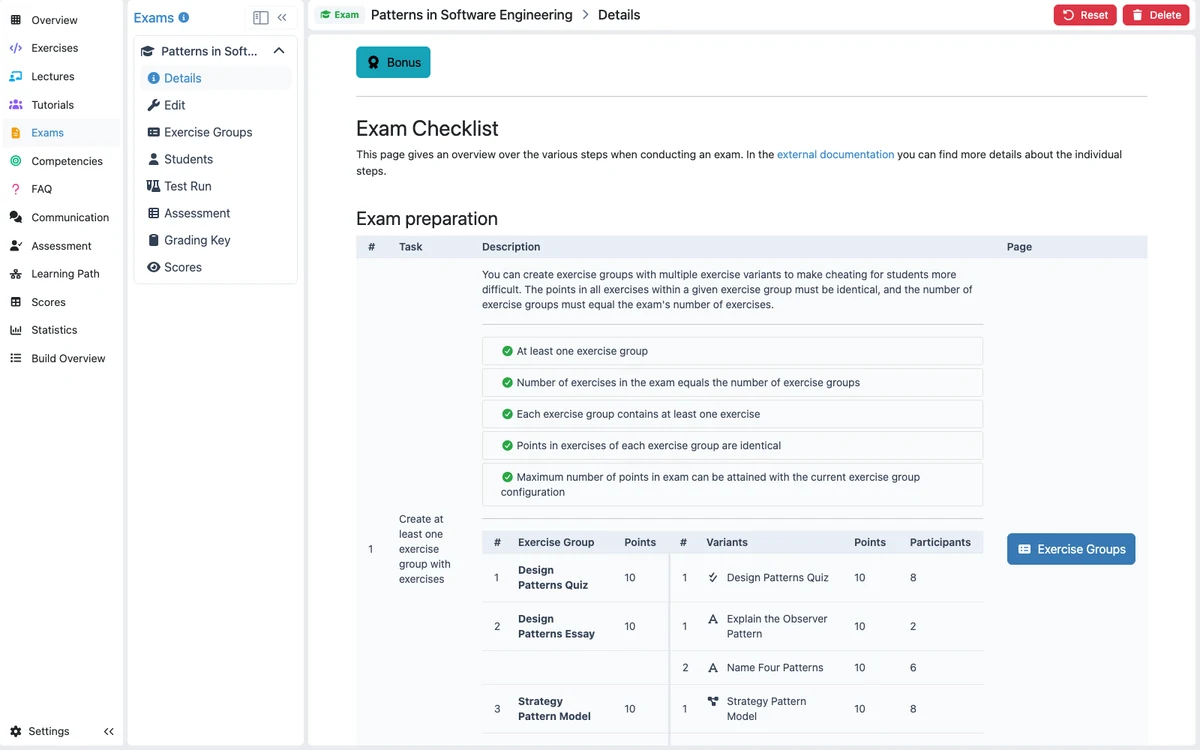 Overview
Exercises
Lectures
Tutorials
Exams
Competencies
FAQ
Communication
Assessment
Learning Path
Scores
Statistics
Build Overview
Settings
Exams
Patterns in Soft...
Details
Edit
Exercise Groups
Students
Test Run
Assessment
Grading Key
Scores
Exam Patterns in Software Engineering > Details
Reset
Delete
Bonus
Exam Checklist
This page gives an overview over the various steps when conducting an exam. In the external documentation you can find more details about the individual
steps.
Exam preparation
# Task Description Page
You can create exercise groups with multiple exercise variants to make cheating for students more
difficult. The points in all exercises within a given exercise group must be identical, and the number of
exercise groups must equal the exam's number of exercises.
At least one exercise group
Number of exercises in the exam equals the number of exercise groups
Each exercise group contains at least one exercise
Points in exercises of each exercise group are identical
Maximum number of points in exam can be attained with the current exercise group
configuration
1
Create at
least one
exercise
group with
exercises
# Exercise Group Points # Variants Points Participants
1 Design
Patterns Quiz 10 1 Design Patterns Quiz 10 8
2 Design
Patterns Essay 10 1 Explain the Observer
Pattern 10 2
2 Name Four Patterns 10 6
3 Strategy
Pattern Model 10 1 Strategy Pattern
Model 10 8
Exercise Groups